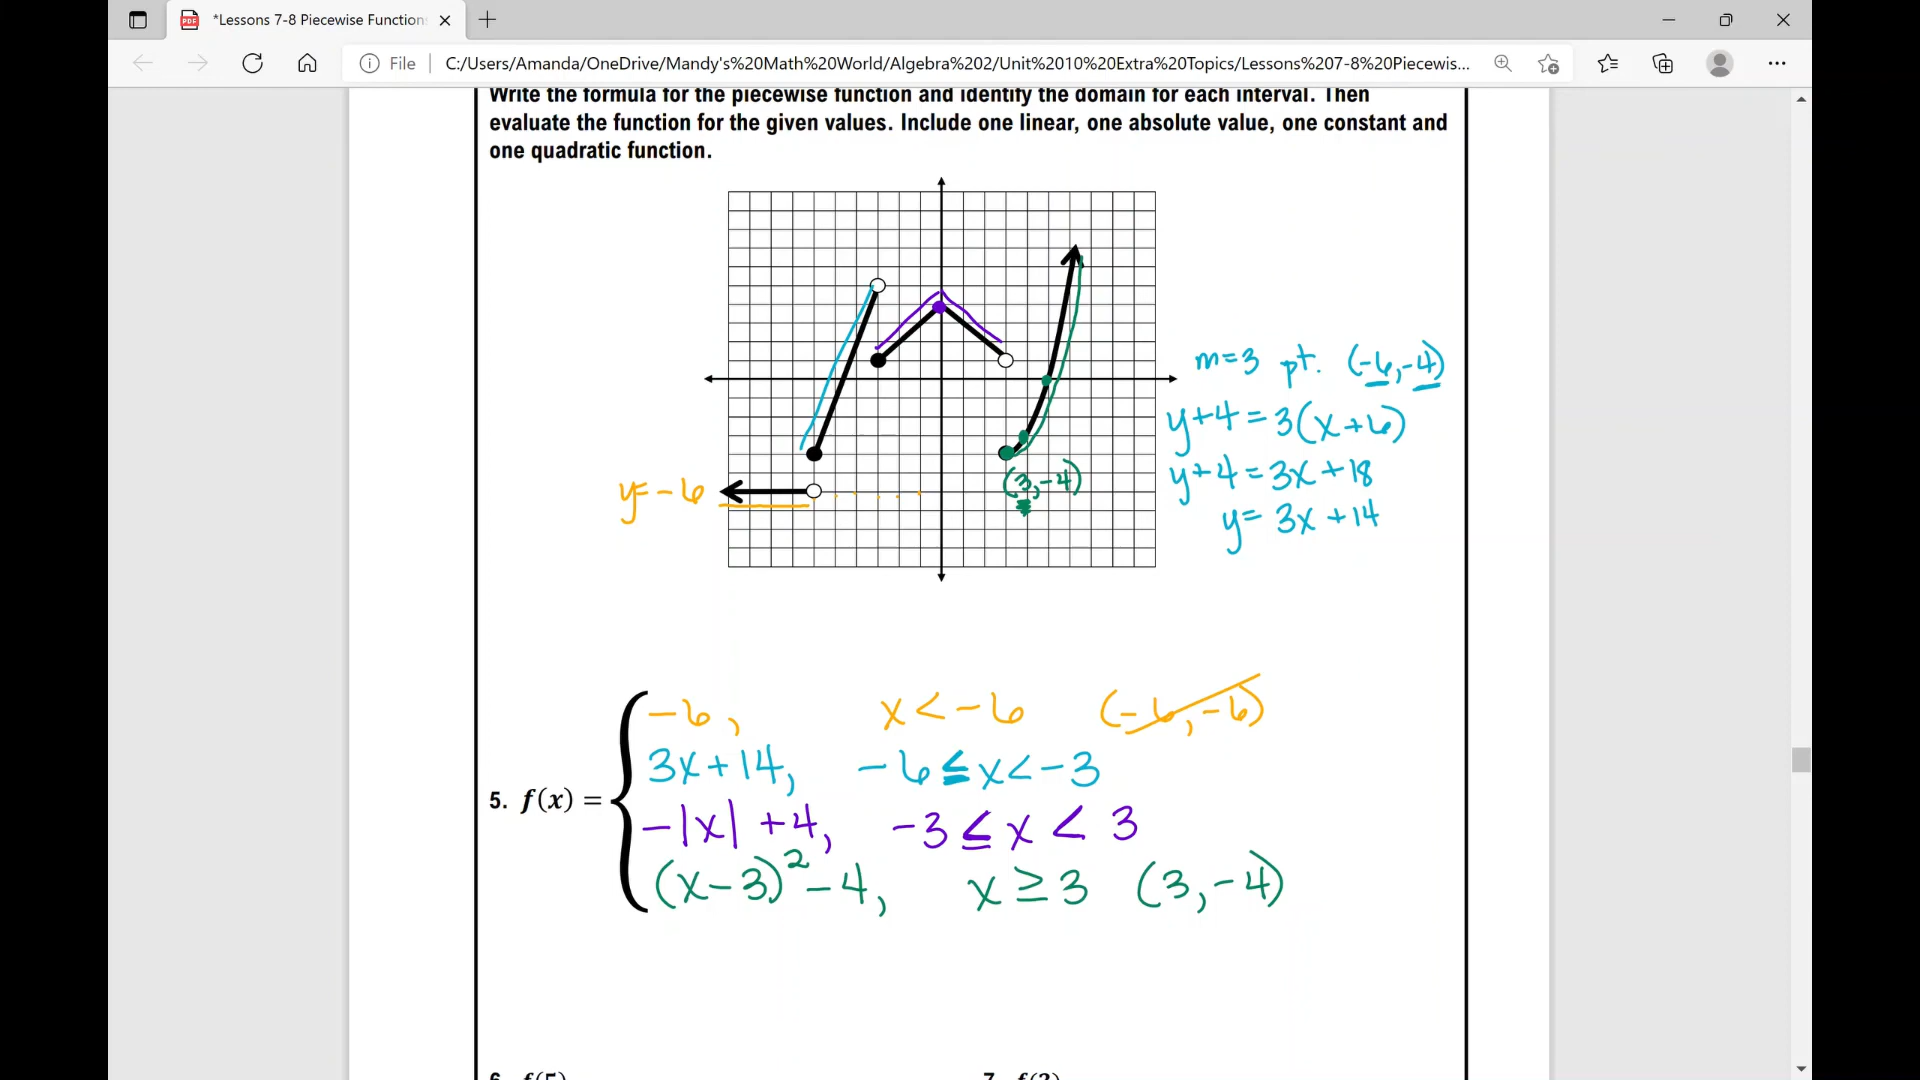 *Lessons 7-8 Piecewise Function
File | C:/Users/Amanda/OneDrive/Mandy's%20Math%20World/Algebra%202/Unit%2010%20Extra%20Topics/Lessons%207-8%20Piecewis...
Write the formula for the piecewise function and identify the domain for each interval. Then
evaluate the function for the given values. Include one linear, one absolute value, one constant and
one quadratic function.
m=3 pt. (-6,-4)
y+4=3(x+6)
y+4=3x+18
y=3x+14
y=-6
(3,-4)
-6, x<-6 (-6,-6)
3x+14, -6≤x<-3
5. f(x) =
-|x|+4, -3≤x<3
(x-3)²-4, x≥3 (3,-4)
6. f(5)
7. f(3)